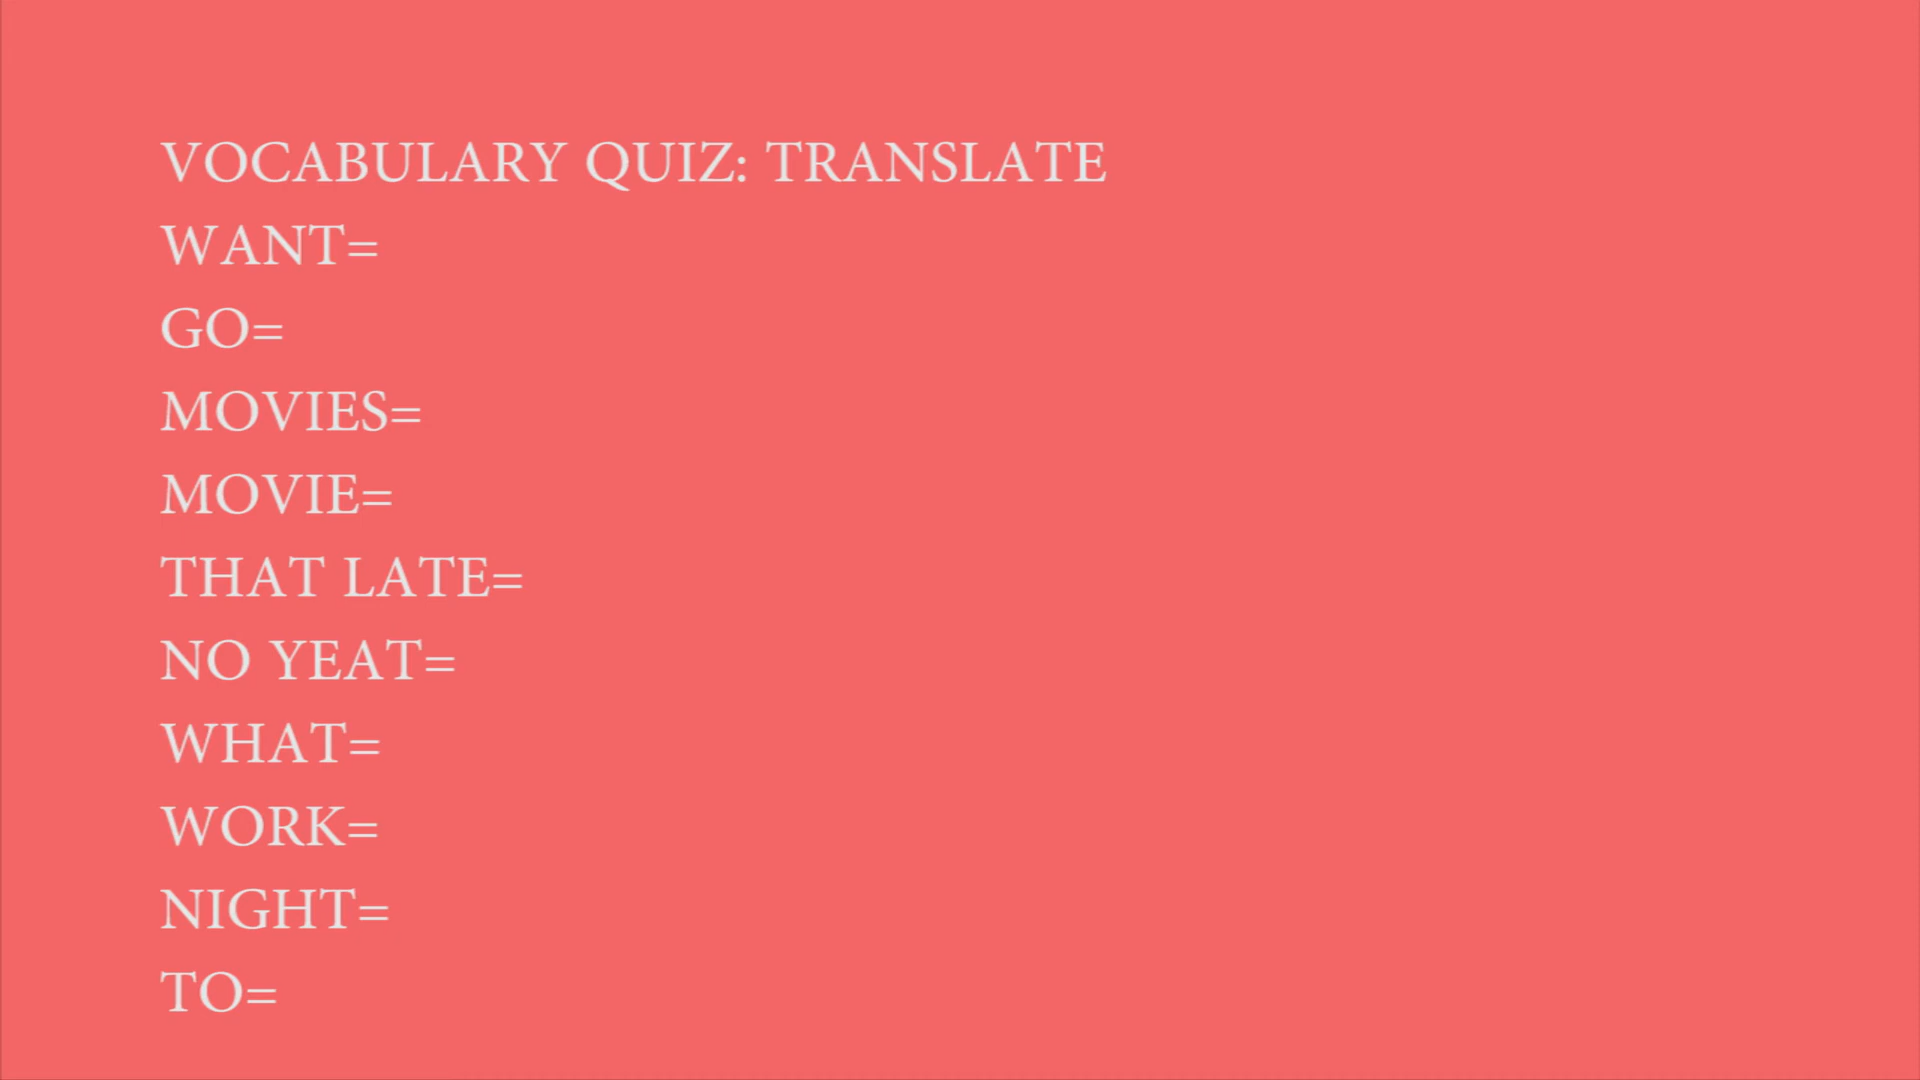 VOCABULARY QUIZ: TRANSLATE
WANT=
GO=
MOVIES=
MOVIE=
THAT LATE=
NO YEAT=
WHAT=
WORK=
NIGHT=
TO=